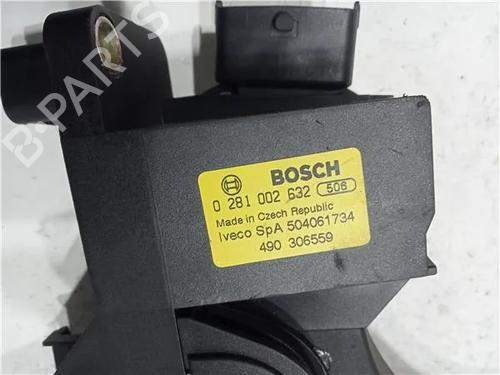 BOSCH
0 281 002 632 506
Made in Czech Republic
Iveco SpA 504061734
490 306559
B-PARTS